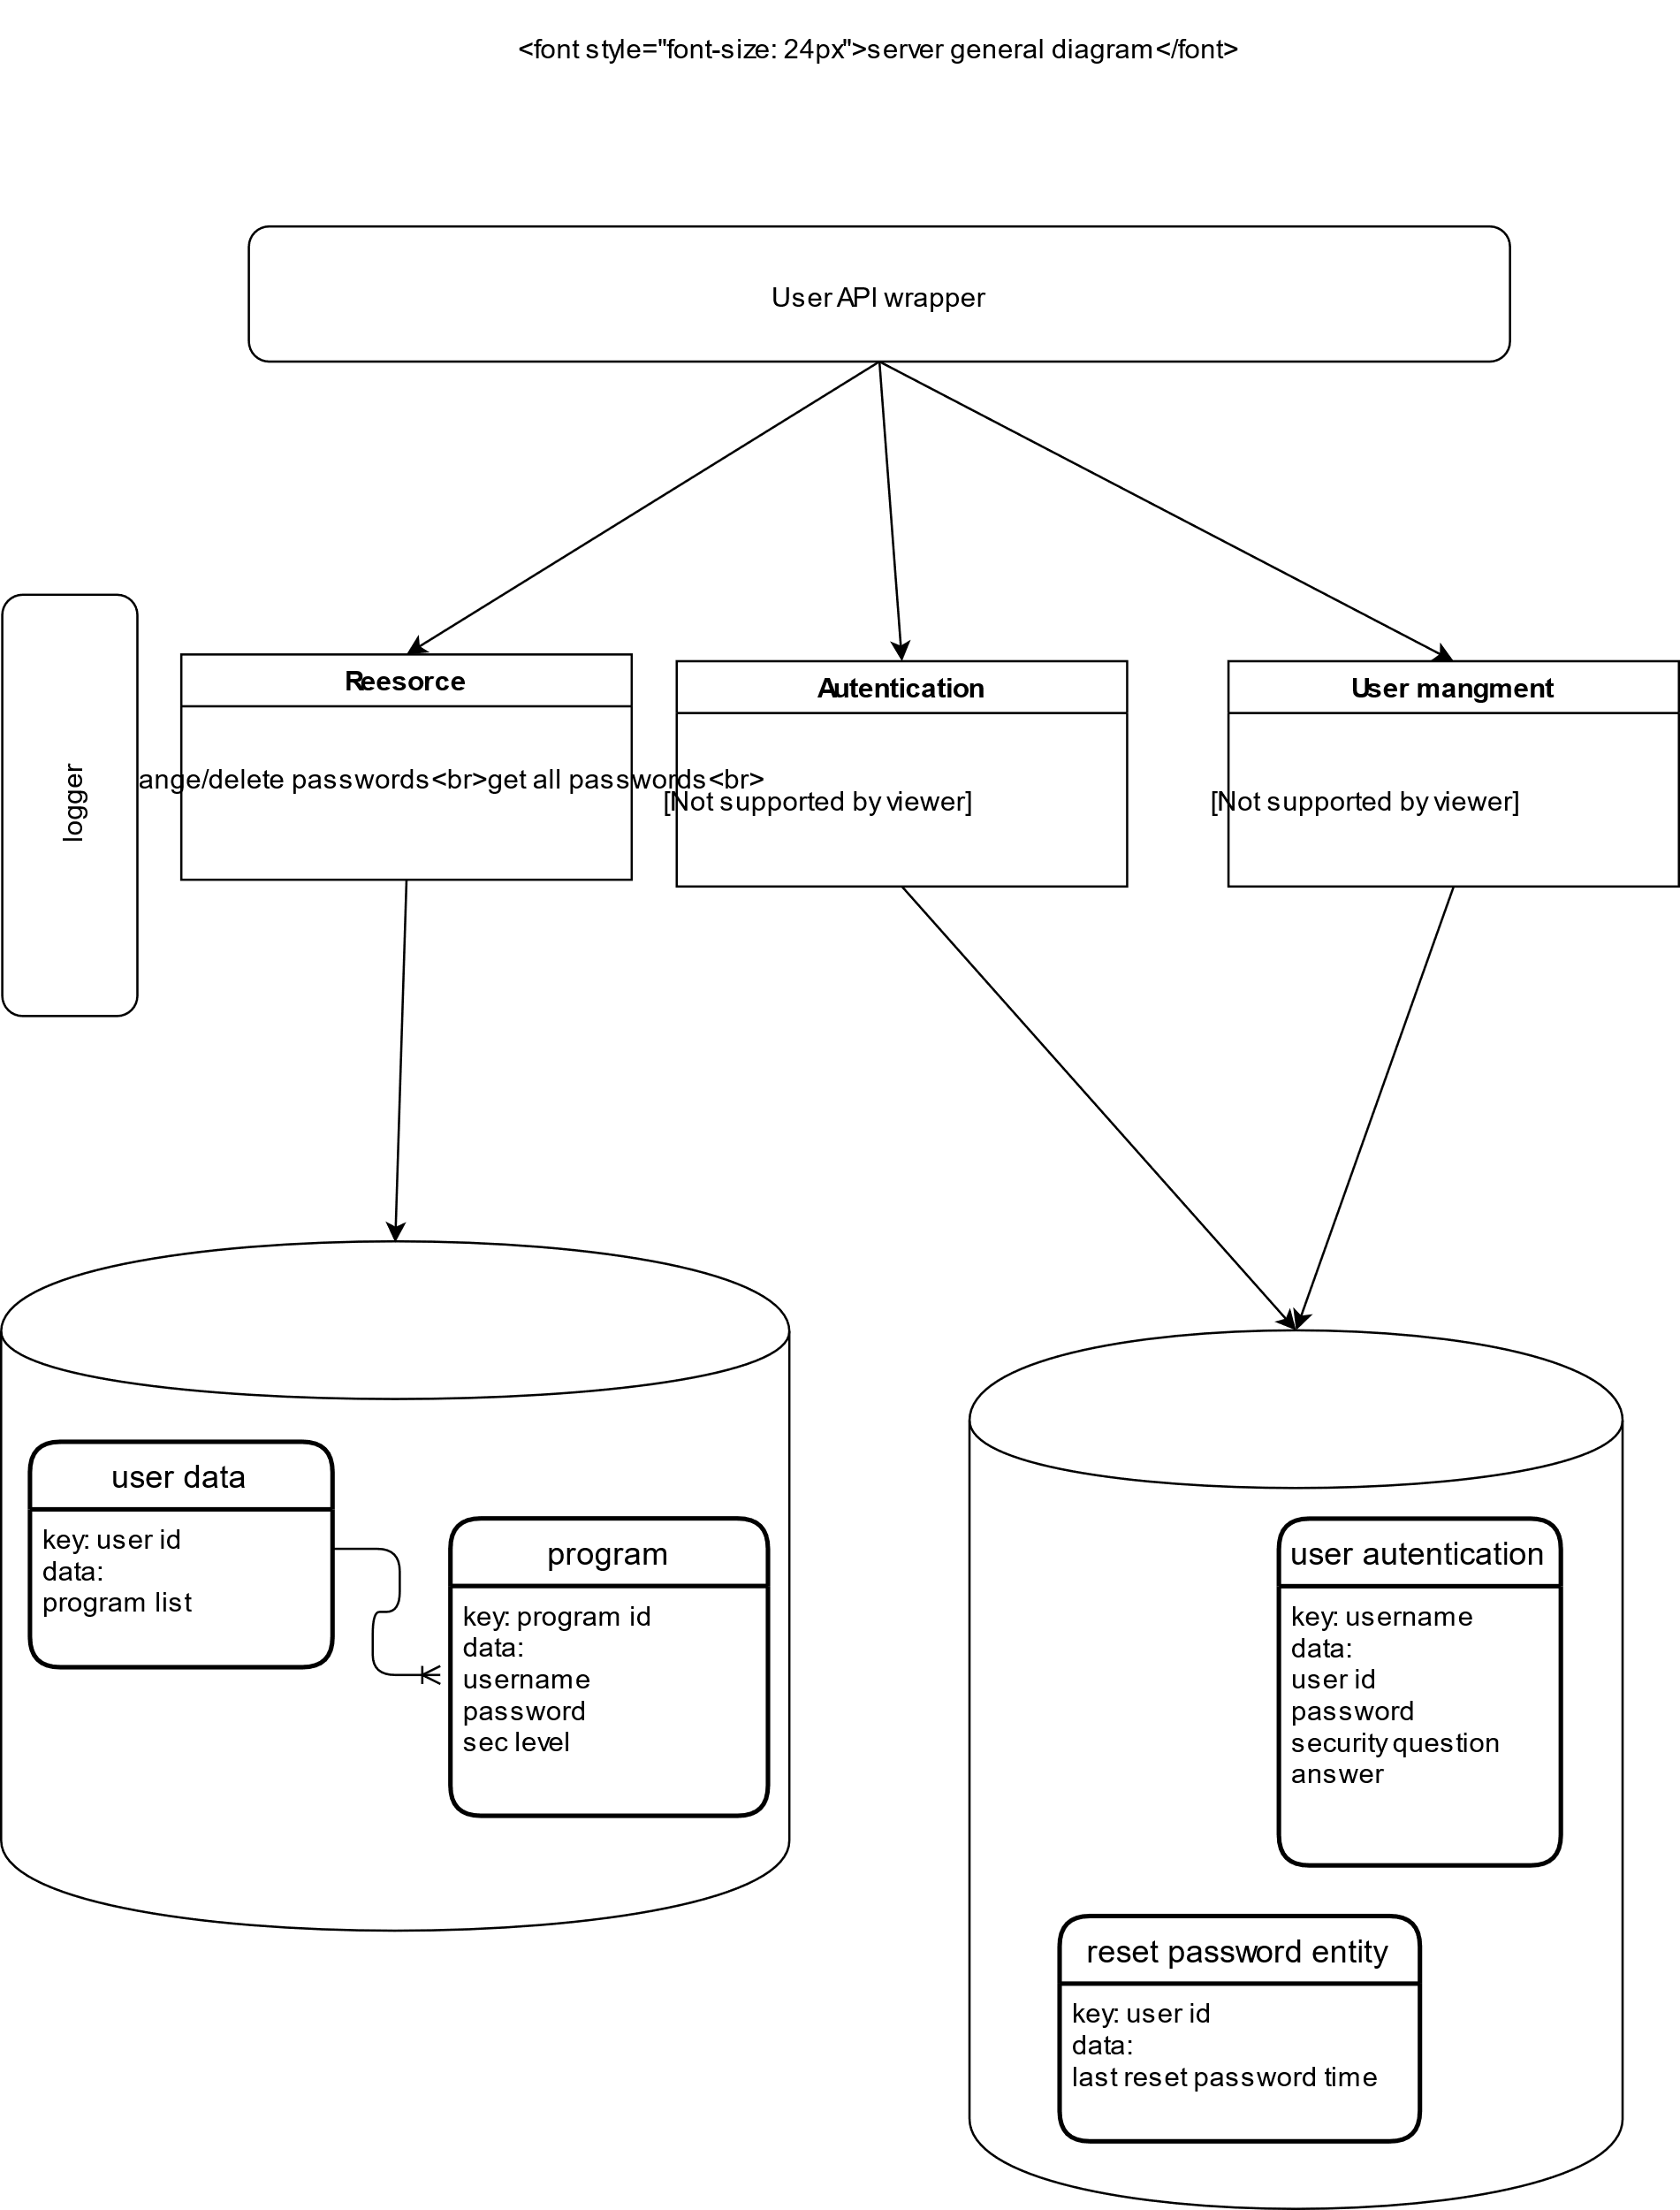 <font style="font-size: 24px">server general diagram</font>
User API wrapper
logger
Reesorce
ange/delete passwords<br>get all passwords<br>
Autentication
[Not supported by viewer]
User mangment
[Not supported by viewer]
user data
key: user id
data:
program list
program
key: program id
data:
username
password
sec level
user autentication
key: username
data:
user id
password
security question
answer
reset password entity
key: user id
data:
last reset password time